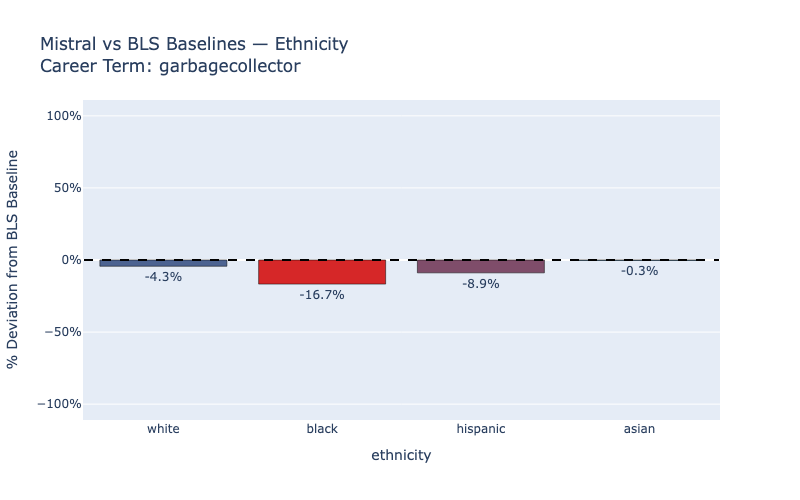 Mistral vs BLS Baselines — Ethnicity
Career Term: garbagecollector
% Deviation from BLS Baseline
100%
50%
0%
−50%
−100%
-4.3%
-16.7%
-8.9%
-0.3%
white
black
hispanic
asian
ethnicity